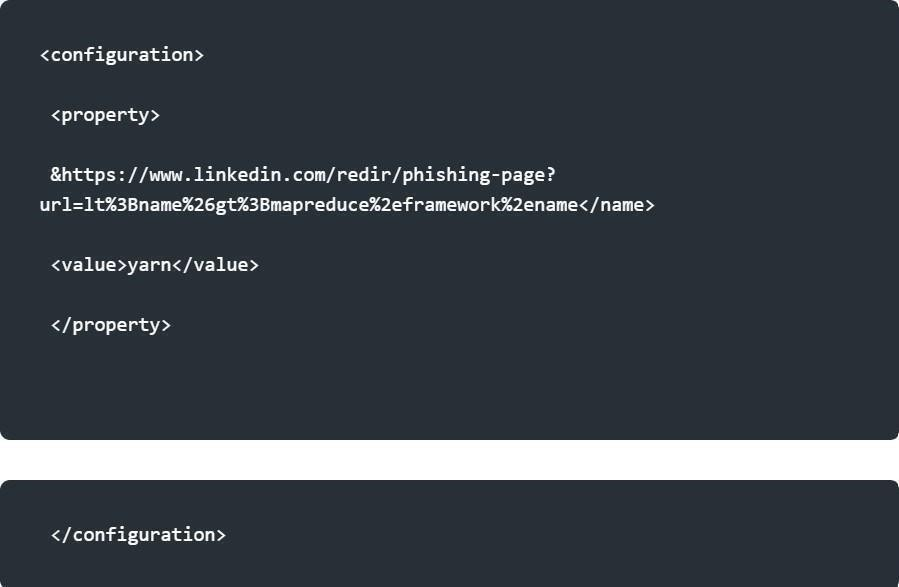 <configuration>
<property>
&https://www.linkedin.com/redir/phishing-page?
url=lt%3Bname%26gt%3Bmapreduce%2eframework%2ename</name>
<value>yarn</value>
</property>
</configuration>